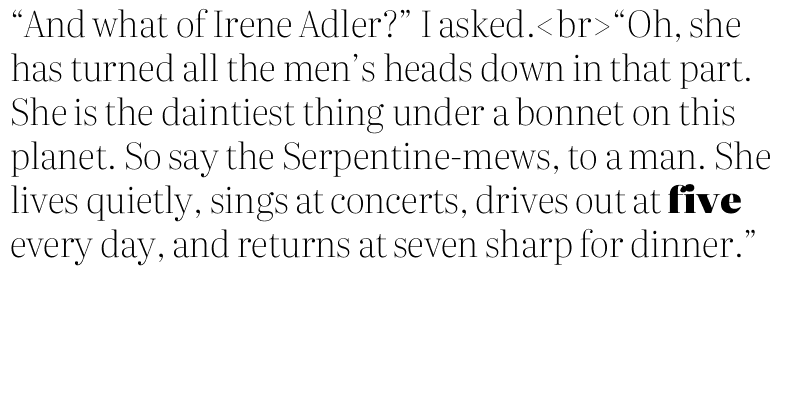 “And what of Irene Adler?” I asked.<br>“Oh, she
has turned all the men’s heads down in that part.
She is the daintiest thing under a bonnet on this
planet. So say the Serpentine-mews, to a man. She
lives quietly, sings at concerts, drives out at five
every day, and returns at seven sharp for dinner.”